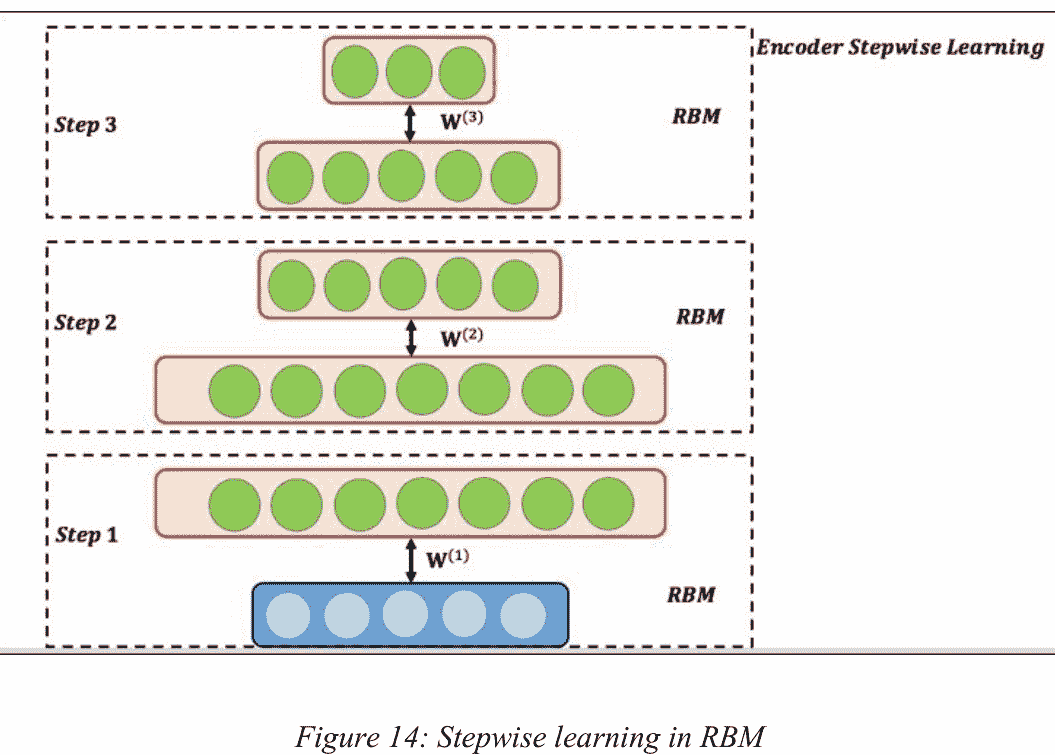 Encoder Stepwise Learning
Step 3
W(3)
RBM
Step 2
W(2)
RBM
Step 1
W(1)
RBM
Figure 14: Stepwise learning in RBM